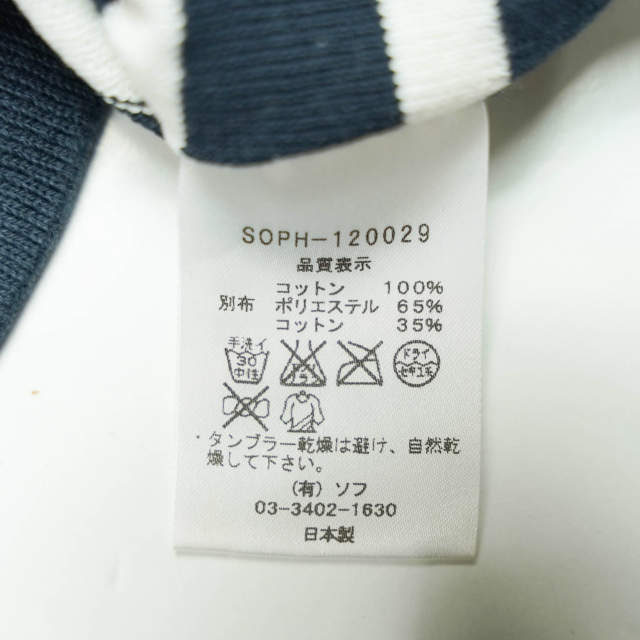 SOPH-120029
品質表示
コットン 100%
別布 ポリエステル 65%
コットン 35%
手洗イ
30
中性
ドライ
セキユ系
・タンブラー乾燥は避け、自然乾
燥して下さい。
(有) ソフ
03-3402-1630
日本製